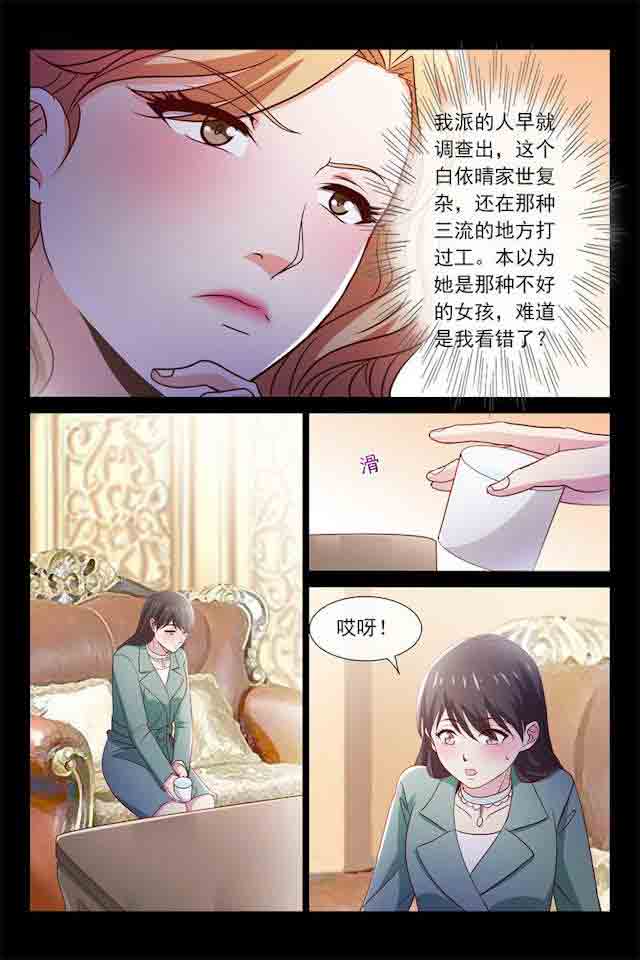 我派的人早就
调查出，这个
白依晴家世复
杂，还在那种
三流的地方打
过工。本以为
她是那种不好
的女孩，难道
是我看错了？
滑
哎呀！